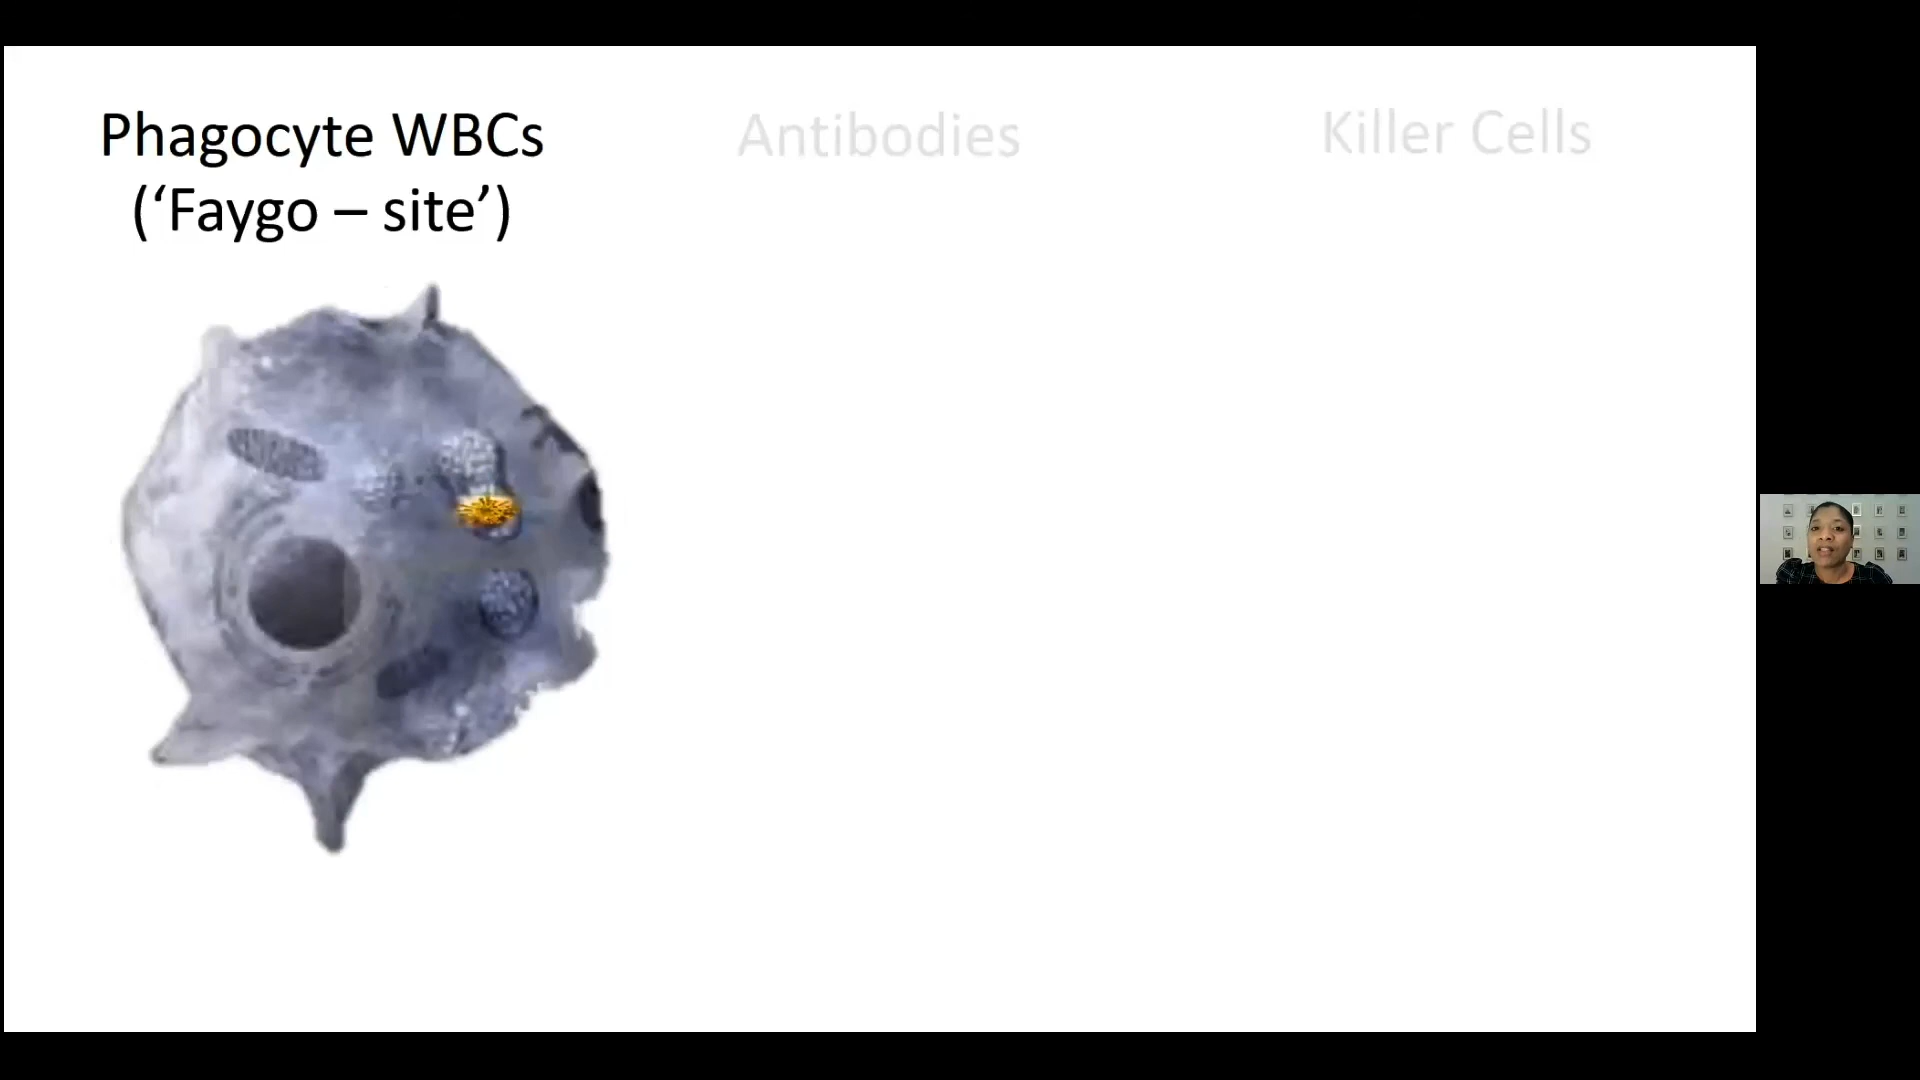 Phagocyte WBCs
(‘Faygo – site’)
Antibodies
Killer Cells